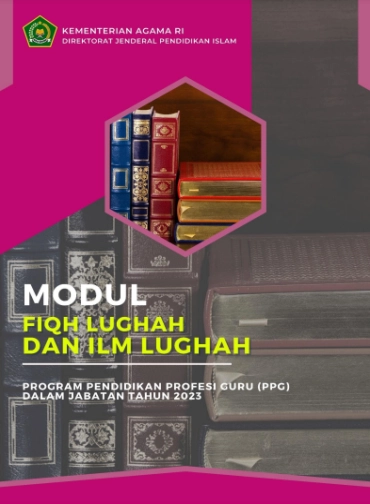 KEMENTERIAN AGAMA RI
DIREKTORAT JENDERAL PENDIDIKAN ISLAM
MODUL
FIQH LUGHAH
DAN ILM LUGHAH
PROGRAM PENDIDIKAN PROFESI GURU (PPG)
DALAM JABATAN TAHUN 2023